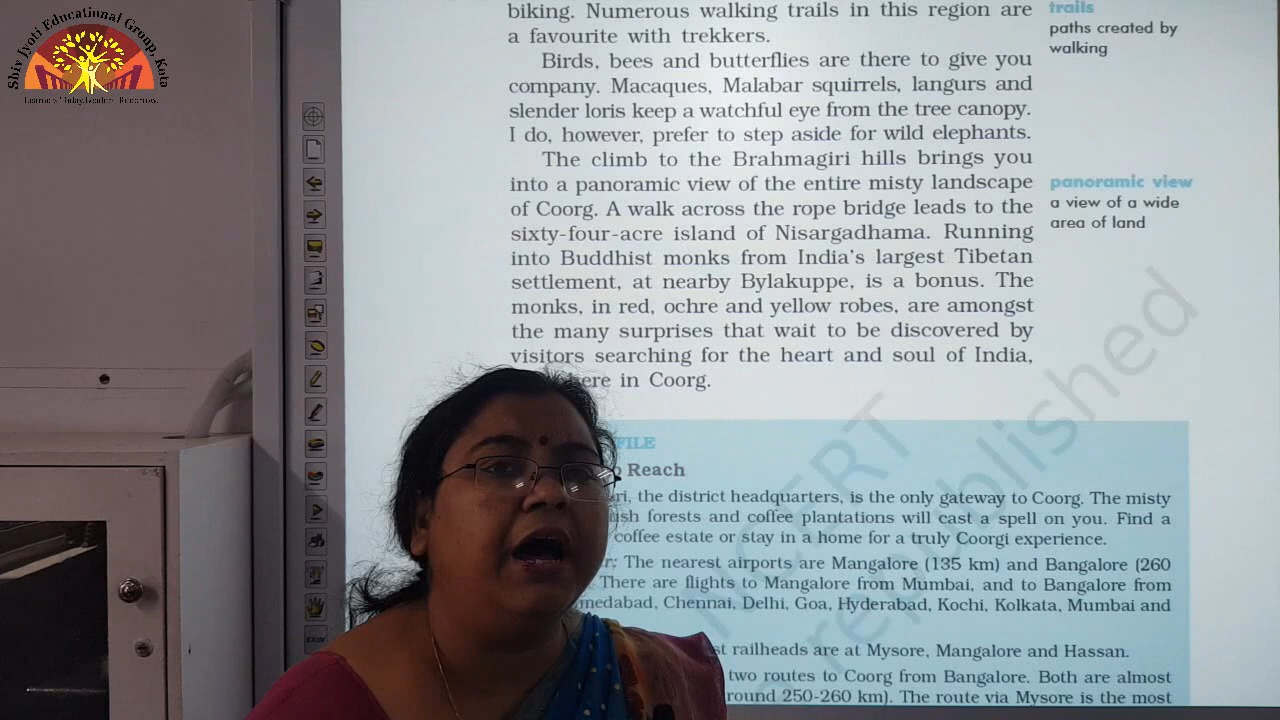 Shiv Jyoti Educational Group, Kota
biking. Numerous walking trails in this region are
a favourite with trekkers.
Birds, bees and butterflies are there to give you
company. Macaques, Malabar squirrels, langurs and
slender loris keep a watchful eye from the tree canopy.
I do, however, prefer to step aside for wild elephants.
The climb to the Brahmagiri hills brings you
into a panoramic view of the entire misty landscape
of Coorg. A walk across the rope bridge leads to the
sixty-four-acre island of Nisargadhama. Running
into Buddhist monks from India's largest Tibetan
settlement, at nearby Bylakuppe, is a bonus. The
monks, in red, ochre and yellow robes, are amongst
the many surprises that wait to be discovered by
visitors searching for the heart and soul of India,
ere in Coorg.
trails
paths created by
walking
panoramic view
a view of a wide
area of land
FILE
Reach
ri, the district headquarters, is the only gateway to Coorg. The misty
ush forests and coffee plantations will cast a spell on you. Find a
coffee estate or stay in a home for a truly Coorgi experience.
r: The nearest airports are Mangalore (135 km) and Bangalore (260
There are flights to Mangalore from Mumbai, and to Bangalore from
medabad, Chennai, Delhi, Goa, Hyderabad, Kochi, Kolkata, Mumbai and
st railheads are at Mysore, Mangalore and Hassan.
two routes to Coorg from Bangalore. Both are almost
round 250-260 km). The route via Mysore is the most
NCERT
republished